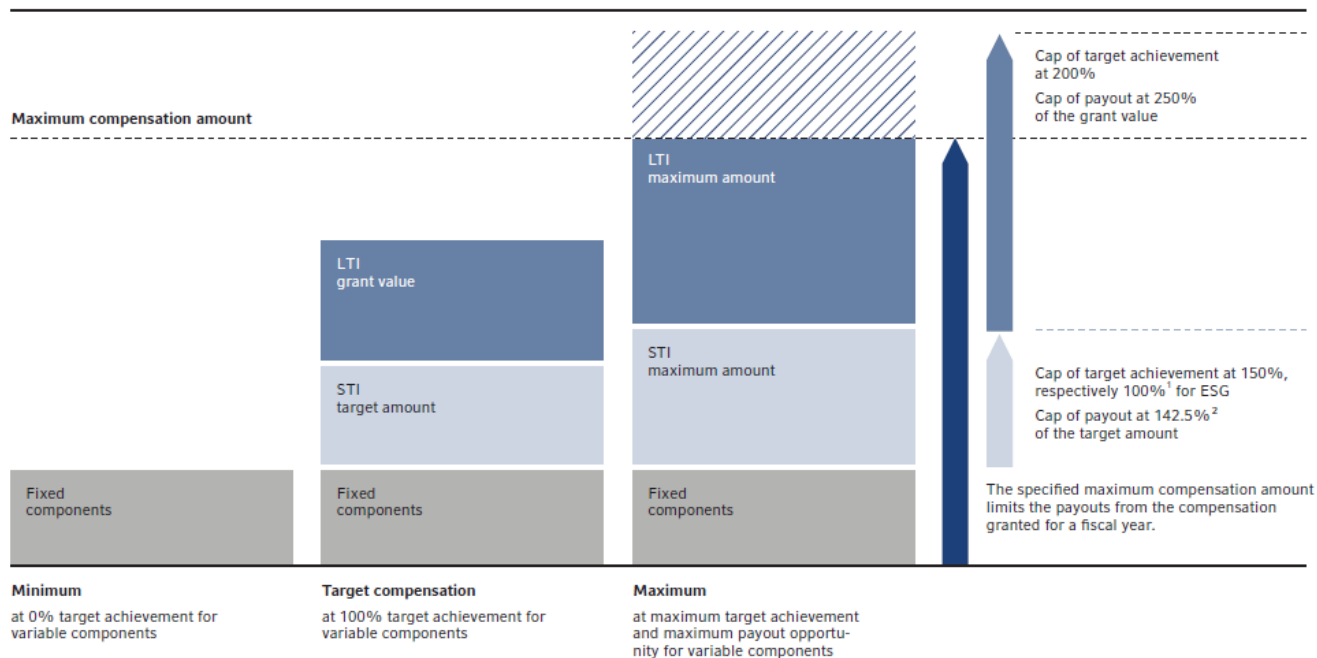 Maximum compensation amount
Cap of target achievement
at 200%
Cap of payout at 250%
of the grant value
LTI
maximum amount
LTI
grant value
STI
maximum amount
STI
target amount
Cap of target achievement at 150%,
respectively 100%¹ for ESG
Cap of payout at 142.5%²
of the target amount
Fixed
components
Fixed
components
Fixed
components
The specified maximum compensation amount
limits the payouts from the compensation
granted for a fiscal year.
Minimum
at 0% target achievement for
variable components
Target compensation
at 100% target achievement for
variable components
Maximum
at maximum target achievement
and maximum payout opportu-
nity for variable components